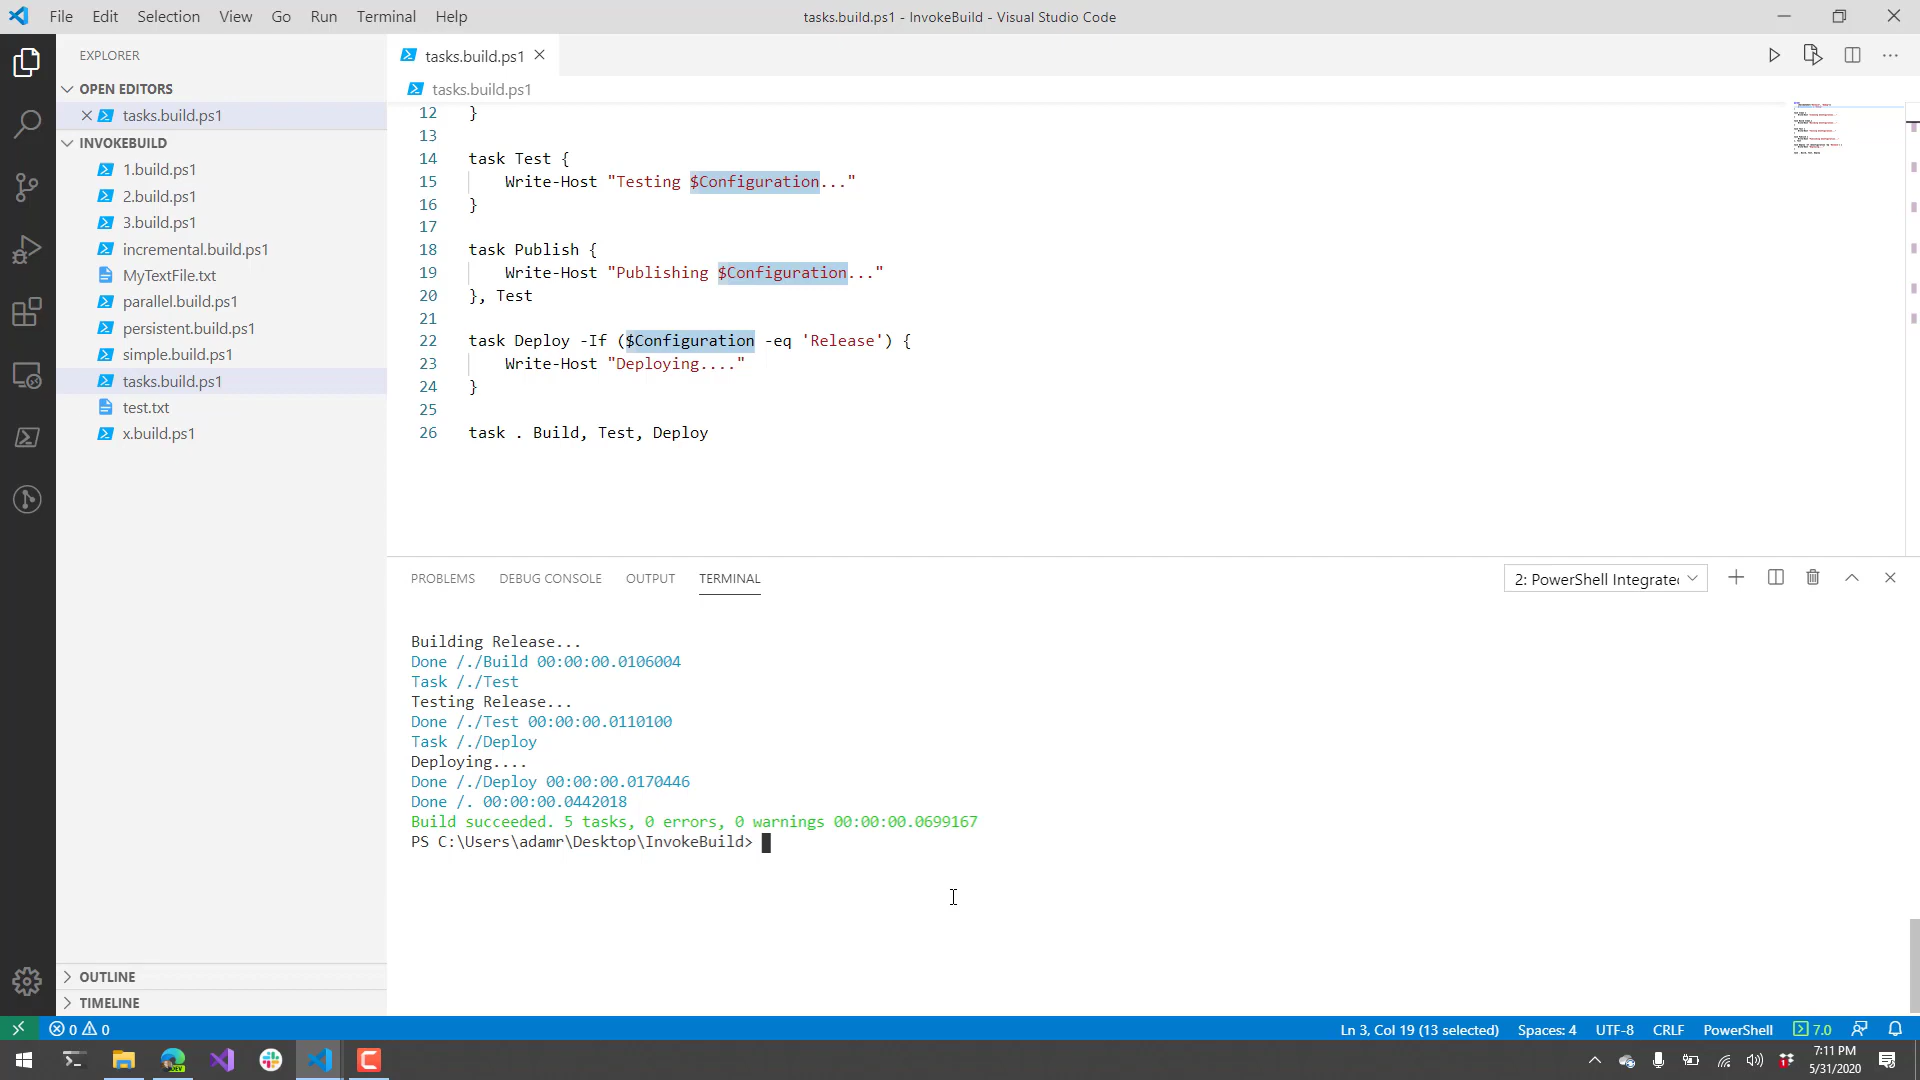 File Edit Selection View Go Run Terminal Help
tasks.build.ps1 - InvokeBuild - Visual Studio Code
EXPLORER
OPEN EDITORS
tasks.build.ps1
INVOKEBUILD
1.build.ps1
2.build.ps1
3.build.ps1
incremental.build.ps1
MyTextFile.txt
parallel.build.ps1
persistent.build.ps1
simple.build.ps1
tasks.build.ps1
test.txt
x.build.ps1
OUTLINE
TIMELINE
tasks.build.ps1
tasks.build.ps1
12 }
13
14 task Test {
15 Write-Host "Testing $Configuration..."
16 }
17
18 task Publish {
19 Write-Host "Publishing $Configuration..."
20 }, Test
21
22 task Deploy -If ($Configuration -eq 'Release') {
23 Write-Host "Deploying...."
24 }
25
26 task . Build, Test, Deploy
PROBLEMS DEBUG CONSOLE OUTPUT TERMINAL
2: PowerShell Integrate
Building Release...
Done /./Build 00:00:00.0106004
Task /./Test
Testing Release...
Done /./Test 00:00:00.0110100
Task /./Deploy
Deploying....
Done /./Deploy 00:00:00.0170446
Done /. 00:00:00.0442018
Build succeeded. 5 tasks, 0 errors, 0 warnings 00:00:00.0699167
PS C:\Users\adamr\Desktop\InvokeBuild>
0 0
Ln 3, Col 19 (13 selected) Spaces: 4 UTF-8 CRLF PowerShell 7.0
7:11 PM
5/31/2020